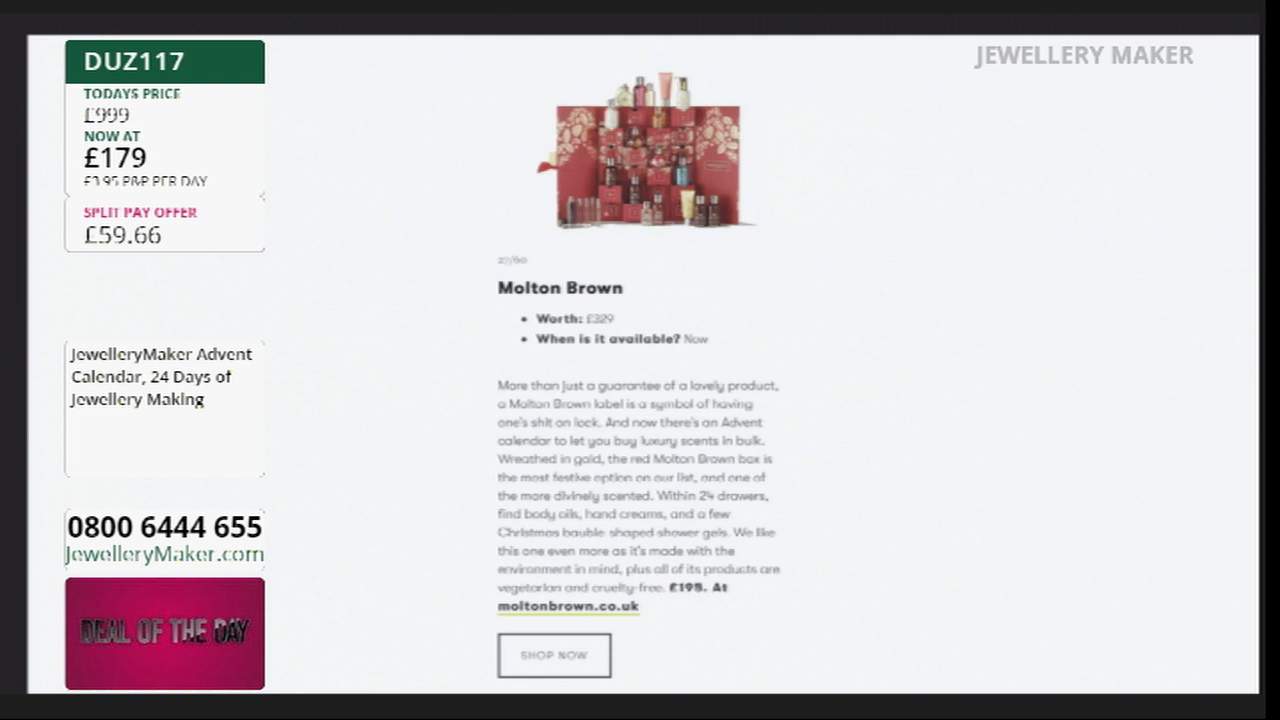 DUZ117
TODAYS PRICE
£999
NOW AT
£179
£3.95 P&P PER DAY
SPLIT PAY OFFER
£59.66
JewelleryMaker Advent
Calendar, 24 Days of
Jewellery Making
0800 6444 655
JewelleryMaker.com
DEAL OF THE DAY
JEWELLERY MAKER
27/60
Molton Brown
• Worth: £329
• When is it available? Now
More than just a guarantee of a lovely product,
a Molton Brown label is a symbol of having
one's shit on lock. And now there's an Advent
calendar to let you buy luxury scents in bulk.
Wreathed in gold, the red Molton Brown box is
the most festive option on our list, and one of
the more divinely scented. Within 24 drawers,
find body oils, hand creams, and a few
Christmas bauble-shaped shower gels. We like
this one even more as it's made with the
environment in mind, plus all of its products are
vegetarian and cruelty-free. £195. At
moltonbrown.co.uk
SHOP NOW